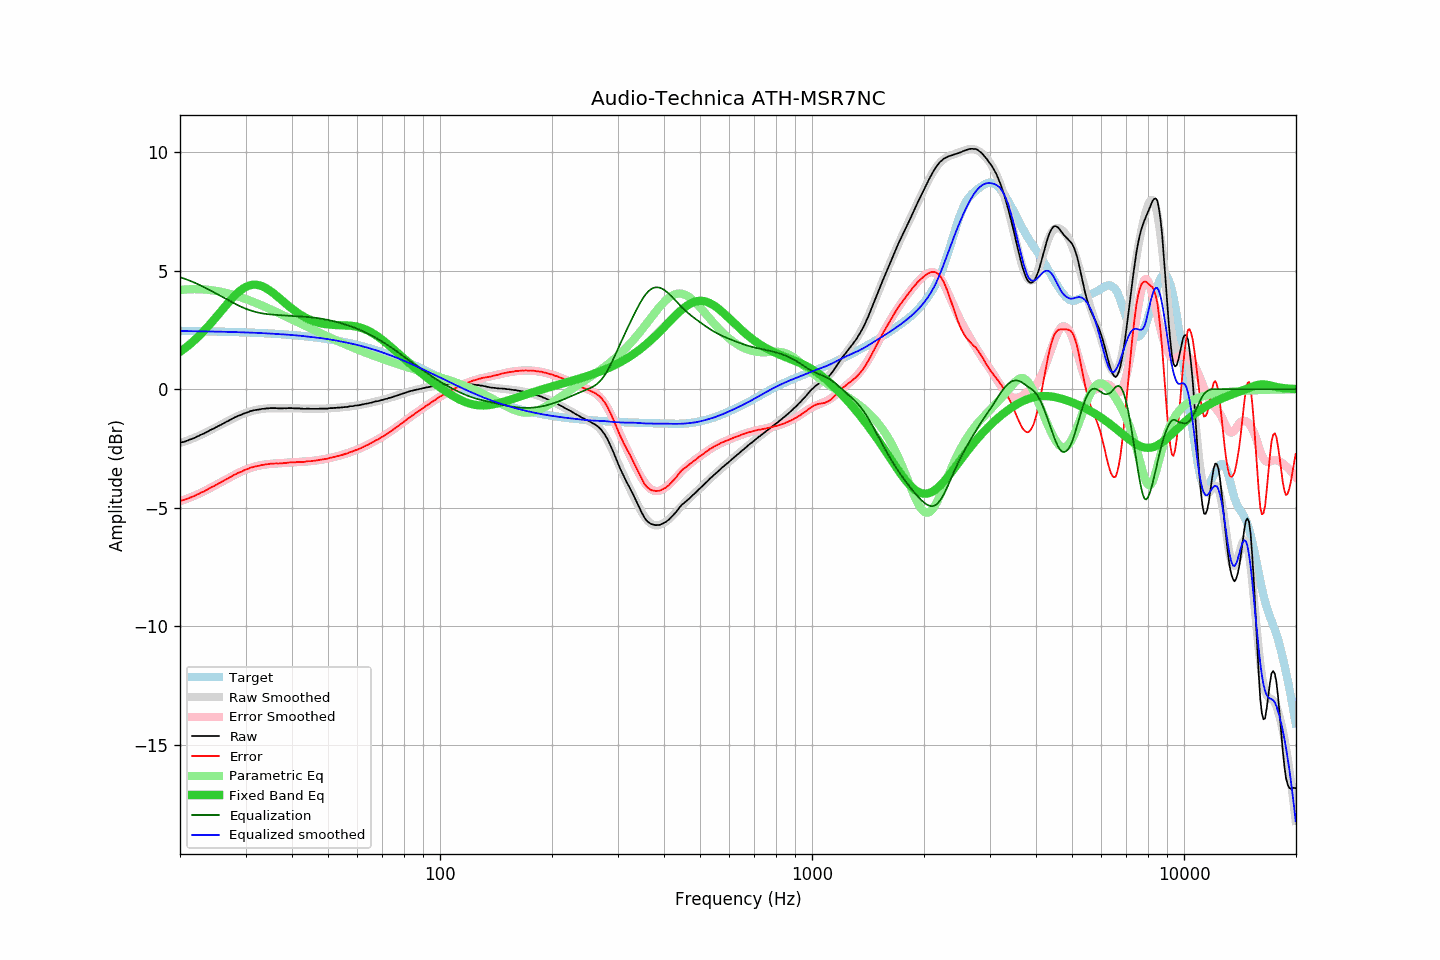 Audio-Technica ATH-MSR7NC
Amplitude (dBr)
10
5
0
−5
−10
−15
Target
Raw Smoothed
Error Smoothed
Raw
Error
Parametric Eq
Fixed Band Eq
Equalization
Equalized smoothed
100
1000
10000
Frequency (Hz)